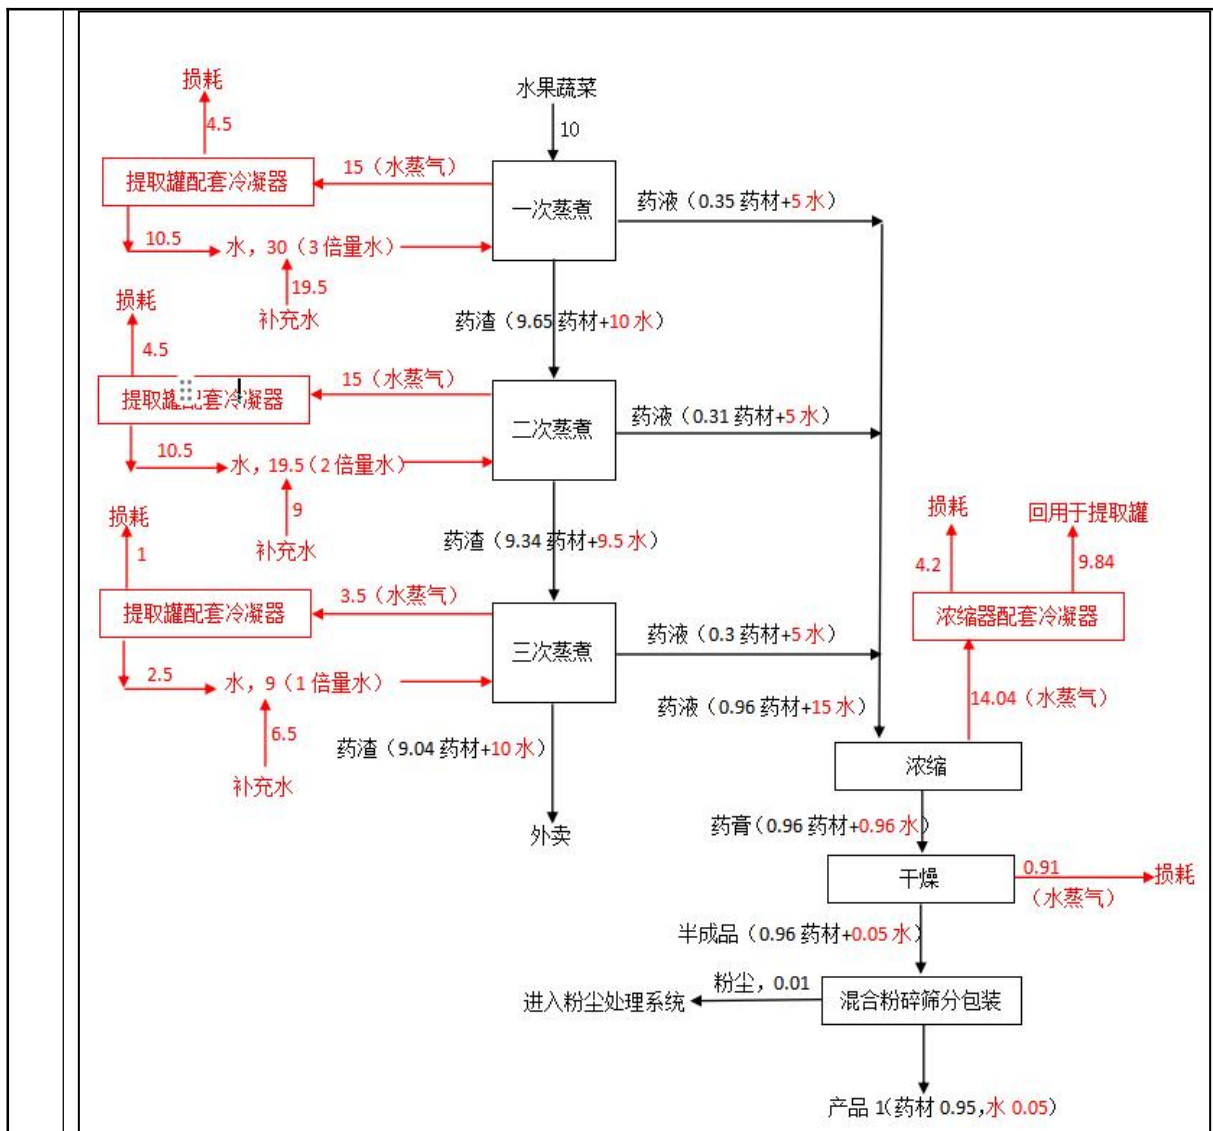 损耗
4.5
水果蔬菜
10
提取罐配套冷凝器
15（水蒸气）
一次蒸煮
药液（0.35 药材+5 水）
10.5
水，30（3 倍量水）
19.5
补充水
损耗
4.5
药渣（9.65 药材+10 水）
提取罐配套冷凝器
15（水蒸气）
二次蒸煮
药液（0.31 药材+5 水）
10.5
水，19.5（2 倍量水）
9
补充水
损耗
1
药渣（9.34 药材+9.5 水）
损耗
4.2
回用于提取罐
9.84
提取罐配套冷凝器
3.5（水蒸气）
三次蒸煮
药液（0.3 药材+5 水）
浓缩器配套冷凝器
2.5
水，9（1 倍量水）
6.5
补充水
药液（0.96 药材+15 水）
14.04（水蒸气）
药渣（9.04 药材+10 水）
外卖
浓缩
药膏（0.96 药材+0.96 水）
干燥
0.91
（水蒸气）
损耗
半成品（0.96 药材+0.05 水）
粉尘，0.01
进入粉尘处理系统
混合粉碎筛分包装
产品 1（药材 0.95，水 0.05）